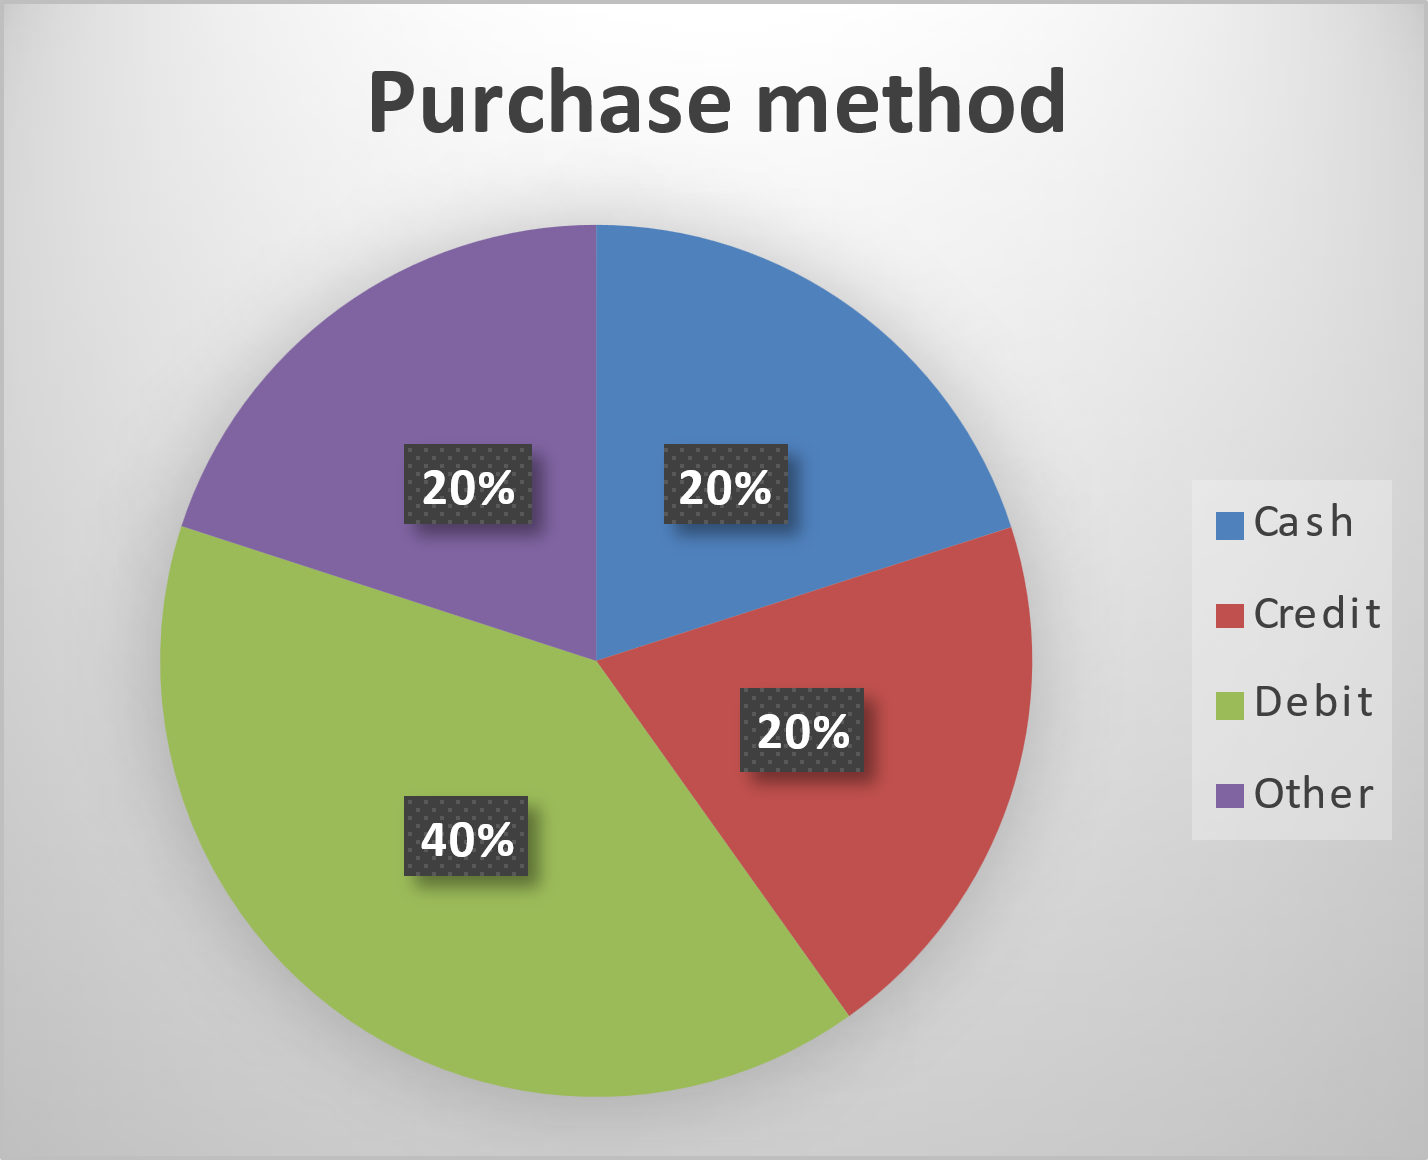 Purchase method
20%
20%
20%
40%
Cash
Credit
Debit
Other